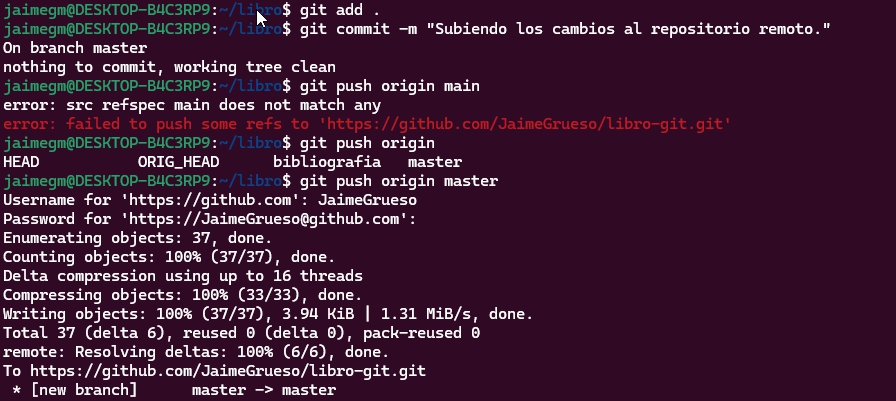 jaimegm@DESKTOP-B4C3RP9:~/libro$ git add .
jaimegm@DESKTOP-B4C3RP9:~/libro$ git commit -m "Subiendo los cambios al repositorio remoto."
On branch master
nothing to commit, working tree clean
jaimegm@DESKTOP-B4C3RP9:~/libro$ git push origin main
error: src refspec main does not match any
error: failed to push some refs to 'https://github.com/JaimeGrueso/libro-git.git'
jaimegm@DESKTOP-B4C3RP9:~/libro$ git push origin
HEAD ORIG_HEAD bibliografia master
jaimegm@DESKTOP-B4C3RP9:~/libro$ git push origin master
Username for 'https://github.com': JaimeGrueso
Password for 'https://JaimeGrueso@github.com':
Enumerating objects: 37, done.
Counting objects: 100% (37/37), done.
Delta compression using up to 16 threads
Compressing objects: 100% (33/33), done.
Writing objects: 100% (37/37), 3.94 KiB | 1.31 MiB/s, done.
Total 37 (delta 6), reused 0 (delta 0), pack-reused 0
remote: Resolving deltas: 100% (6/6), done.
To https://github.com/JaimeGrueso/libro-git.git
 * [new branch] master -> master